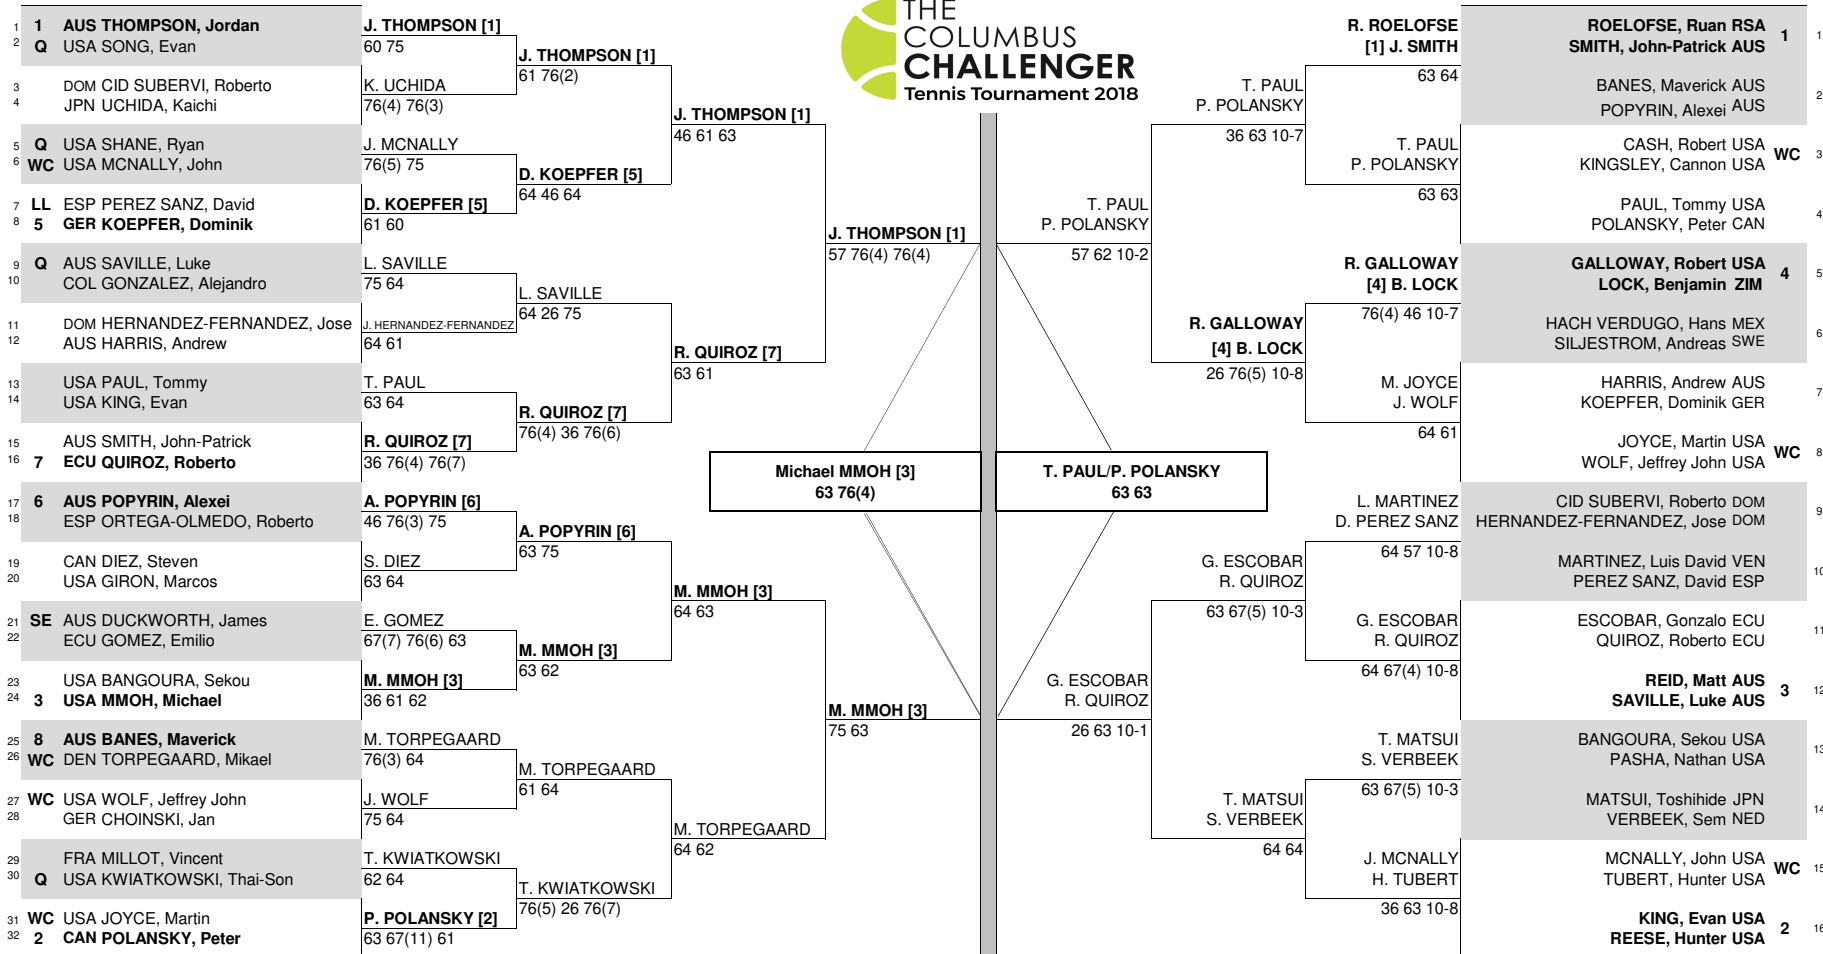 THE
COLUMBUS
CHALLENGER
Tennis Tournament 2018
1 1 AUS THOMPSON, Jordan
2 Q USA SONG, Evan
3 DOM CID SUBERVI, Roberto
4 JPN UCHIDA, Kaichi
5 Q USA SHANE, Ryan
6 WC USA MCNALLY, John
7 LL ESP PEREZ SANZ, David
8 5 GER KOEPFER, Dominik
9 Q AUS SAVILLE, Luke
10 COL GONZALEZ, Alejandro
11 DOM HERNANDEZ-FERNANDEZ, Jose
12 AUS HARRIS, Andrew
13 USA PAUL, Tommy
14 USA KING, Evan
15 AUS SMITH, John-Patrick
16 7 ECU QUIROZ, Roberto
17 6 AUS POPYRIN, Alexei
18 ESP ORTEGA-OLMEDO, Roberto
19 CAN DIEZ, Steven
20 USA GIRON, Marcos
21 SE AUS DUCKWORTH, James
22 ECU GOMEZ, Emilio
23 USA BANGOURA, Sekou
24 3 USA MMOH, Michael
25 8 AUS BANES, Maverick
26 WC DEN TORPEGAARD, Mikael
27 WC USA WOLF, Jeffrey John
28 GER CHOINSKI, Jan
29 FRA MILLOT, Vincent
30 Q USA KWIATKOWSKI, Thai-Son
31 WC USA JOYCE, Martin
32 2 CAN POLANSKY, Peter
J. THOMPSON [1]
60 75
K. UCHIDA
76(4) 76(3)
J. MCNALLY
76(5) 75
D. KOEPFER [5]
61 60
L. SAVILLE
75 64
J. HERNANDEZ-FERNANDEZ
64 61
T. PAUL
63 64
R. QUIROZ [7]
36 76(4) 76(7)
A. POPYRIN [6]
46 76(3) 75
S. DIEZ
63 64
E. GOMEZ
67(7) 76(6) 63
M. MMOH [3]
36 61 62
M. TORPEGAARD
76(3) 64
J. WOLF
75 64
T. KWIATKOWSKI
62 64
P. POLANSKY [2]
63 67(11) 61
J. THOMPSON [1]
61 76(2)
D. KOEPFER [5]
64 46 64
L. SAVILLE
64 26 75
R. QUIROZ [7]
76(4) 36 76(6)
A. POPYRIN [6]
63 75
M. MMOH [3]
63 62
M. TORPEGAARD
61 64
T. KWIATKOWSKI
76(5) 26 76(7)
J. THOMPSON [1]
46 61 63
R. QUIROZ [7]
63 61
M. MMOH [3]
64 63
M. TORPEGAARD
64 62
J. THOMPSON [1]
57 76(4) 76(4)
M. MMOH [3]
75 63
Michael MMOH [3]
63 76(4)
T. PAUL/P. POLANSKY
63 63
T. PAUL
P. POLANSKY
57 62 10-2
G. ESCOBAR
R. QUIROZ
26 63 10-1
T. PAUL
P. POLANSKY
36 63 10-7
R. GALLOWAY
[4] B. LOCK
26 76(5) 10-8
G. ESCOBAR
R. QUIROZ
63 67(5) 10-3
T. MATSUI
S. VERBEEK
64 64
R. ROELOFSE
[1] J. SMITH
63 64
T. PAUL
P. POLANSKY
63 63
R. GALLOWAY
[4] B. LOCK
76(4) 46 10-7
M. JOYCE
J. WOLF
64 61
L. MARTINEZ
D. PEREZ SANZ
64 57 10-8
G. ESCOBAR
R. QUIROZ
64 67(4) 10-8
T. MATSUI
S. VERBEEK
63 67(5) 10-3
J. MCNALLY
H. TUBERT
36 63 10-8
ROELOFSE, Ruan RSA 1 1
SMITH, John-Patrick AUS
BANES, Maverick AUS 2
POPYRIN, Alexei AUS
CASH, Robert USA WC 3
KINGSLEY, Cannon USA
PAUL, Tommy USA 4
POLANSKY, Peter CAN
GALLOWAY, Robert USA 4 5
LOCK, Benjamin ZIM
HACH VERDUGO, Hans MEX 6
SILJESTROM, Andreas SWE
HARRIS, Andrew AUS 7
KOEPFER, Dominik GER
JOYCE, Martin USA WC 8
WOLF, Jeffrey John USA
CID SUBERVI, Roberto DOM 9
HERNANDEZ-FERNANDEZ, Jose DOM
MARTINEZ, Luis David VEN 10
PEREZ SANZ, David ESP
ESCOBAR, Gonzalo ECU 11
QUIROZ, Roberto ECU
REID, Matt AUS 3 12
SAVILLE, Luke AUS
BANGOURA, Sekou USA 13
PASHA, Nathan USA
MATSUI, Toshihide JPN 14
VERBEEK, Sem NED
MCNALLY, John USA WC 15
TUBERT, Hunter USA
KING, Evan USA 2 16
REESE, Hunter USA